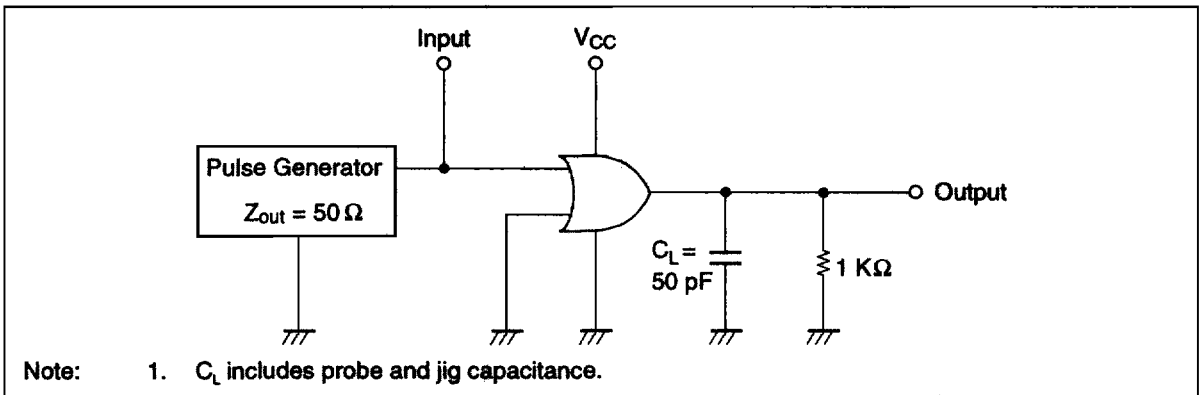 Input
VCC
Pulse Generator
Zout = 50 Ω
Output
CL =
50 pF
1 KΩ
Note: 1. CL includes probe and jig capacitance.